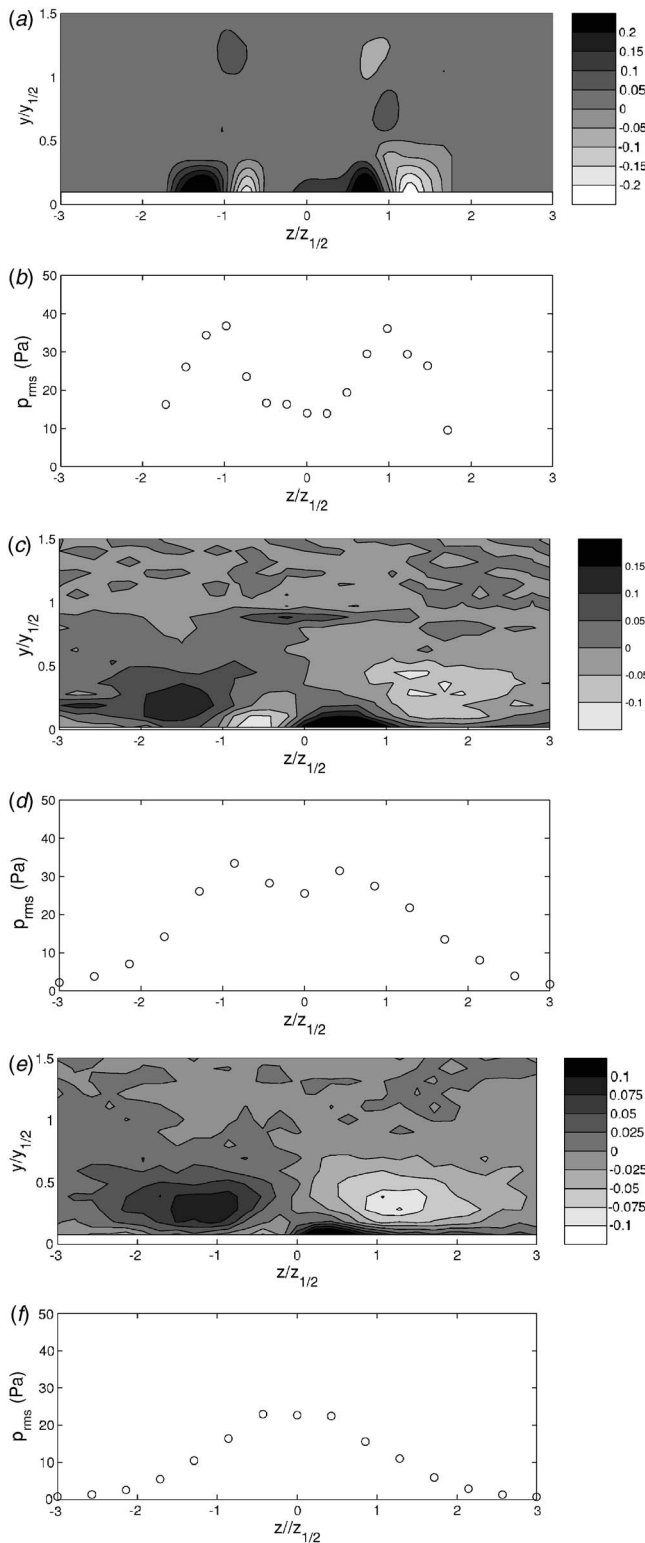 (a)
1.5
1
0.5
0
y/y1/2
-3 -2 -1 0 1 2 3
z/z1/2
0.2
0.15
0.1
0.05
0
-0.05
-0.1
-0.15
-0.2
(b)
50
40
30
20
10
0
prms (Pa)
-3 -2 -1 0 1 2 3
z/z1/2
(c)
1.5
1
0.5
0
y/y1/2
-3 -2 -1 0 1 2 3
z/z1/2
0.15
0.1
0.05
0
-0.05
-0.1
(d)
50
40
30
20
10
0
prms (Pa)
-3 -2 -1 0 1 2 3
z/z1/2
(e)
1.5
1
0.5
0
y/y1/2
-3 -2 -1 0 1 2 3
z/z1/2
0.1
0.075
0.05
0.025
0
-0.025
-0.05
-0.075
-0.1
(f)
50
40
30
20
10
0
prms (Pa)
-3 -2 -1 0 1 2 3
z//z1/2